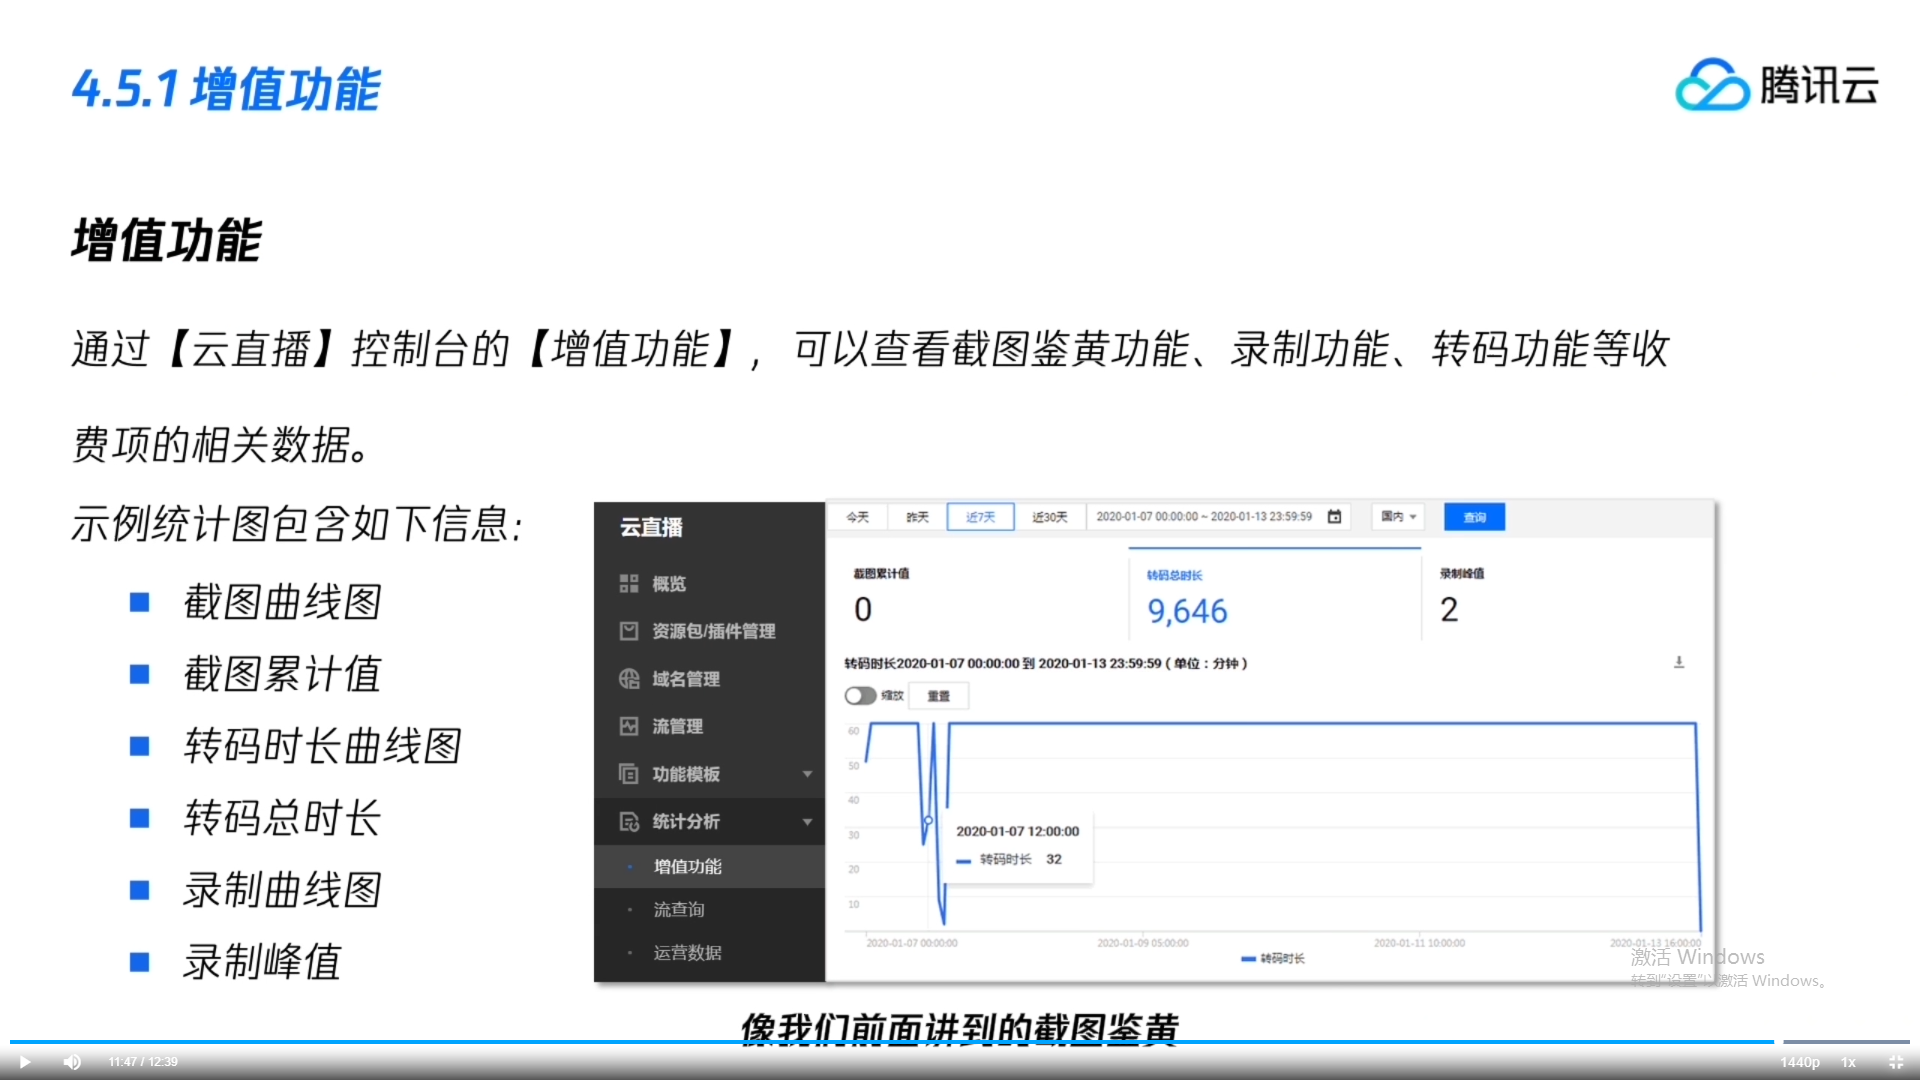 4.5.1 增值功能
腾讯云
增值功能
通过【云直播】控制台的【增值功能】，可以查看截图鉴黄功能、录制功能、转码功能等收
费项的相关数据。
示例统计图包含如下信息：
截图曲线图
截图累计值
转码时长曲线图
转码总时长
录制曲线图
录制峰值
云直播
概览
资源包/插件管理
域名管理
流管理
功能模板
统计分析
增值功能
流查询
运营数据
今天 昨天 近7天 近30天 2020-01-07 00:00:00 ~ 2020-01-13 23:59:59 国内 查询
截图累计值 转码总时长 录制峰值
0 9,646 2
转码时长2020-01-07 00:00:00 到 2020-01-13 23:59:59 ( 单位：分钟 )
缩放 重置
60
50
40
30
20
10
2020-01-07 12:00:00
转码时长 32
2020-01-07 00:00:00 2020-01-09 05:00:00 2020-01-11 10:00:00 2020-01-13 16:00:00
转码时长
激活 Windows
转到“设置”以激活 Windows。
像我们前面讲到的截图鉴黄
11:47 / 12:39 1440p 1x